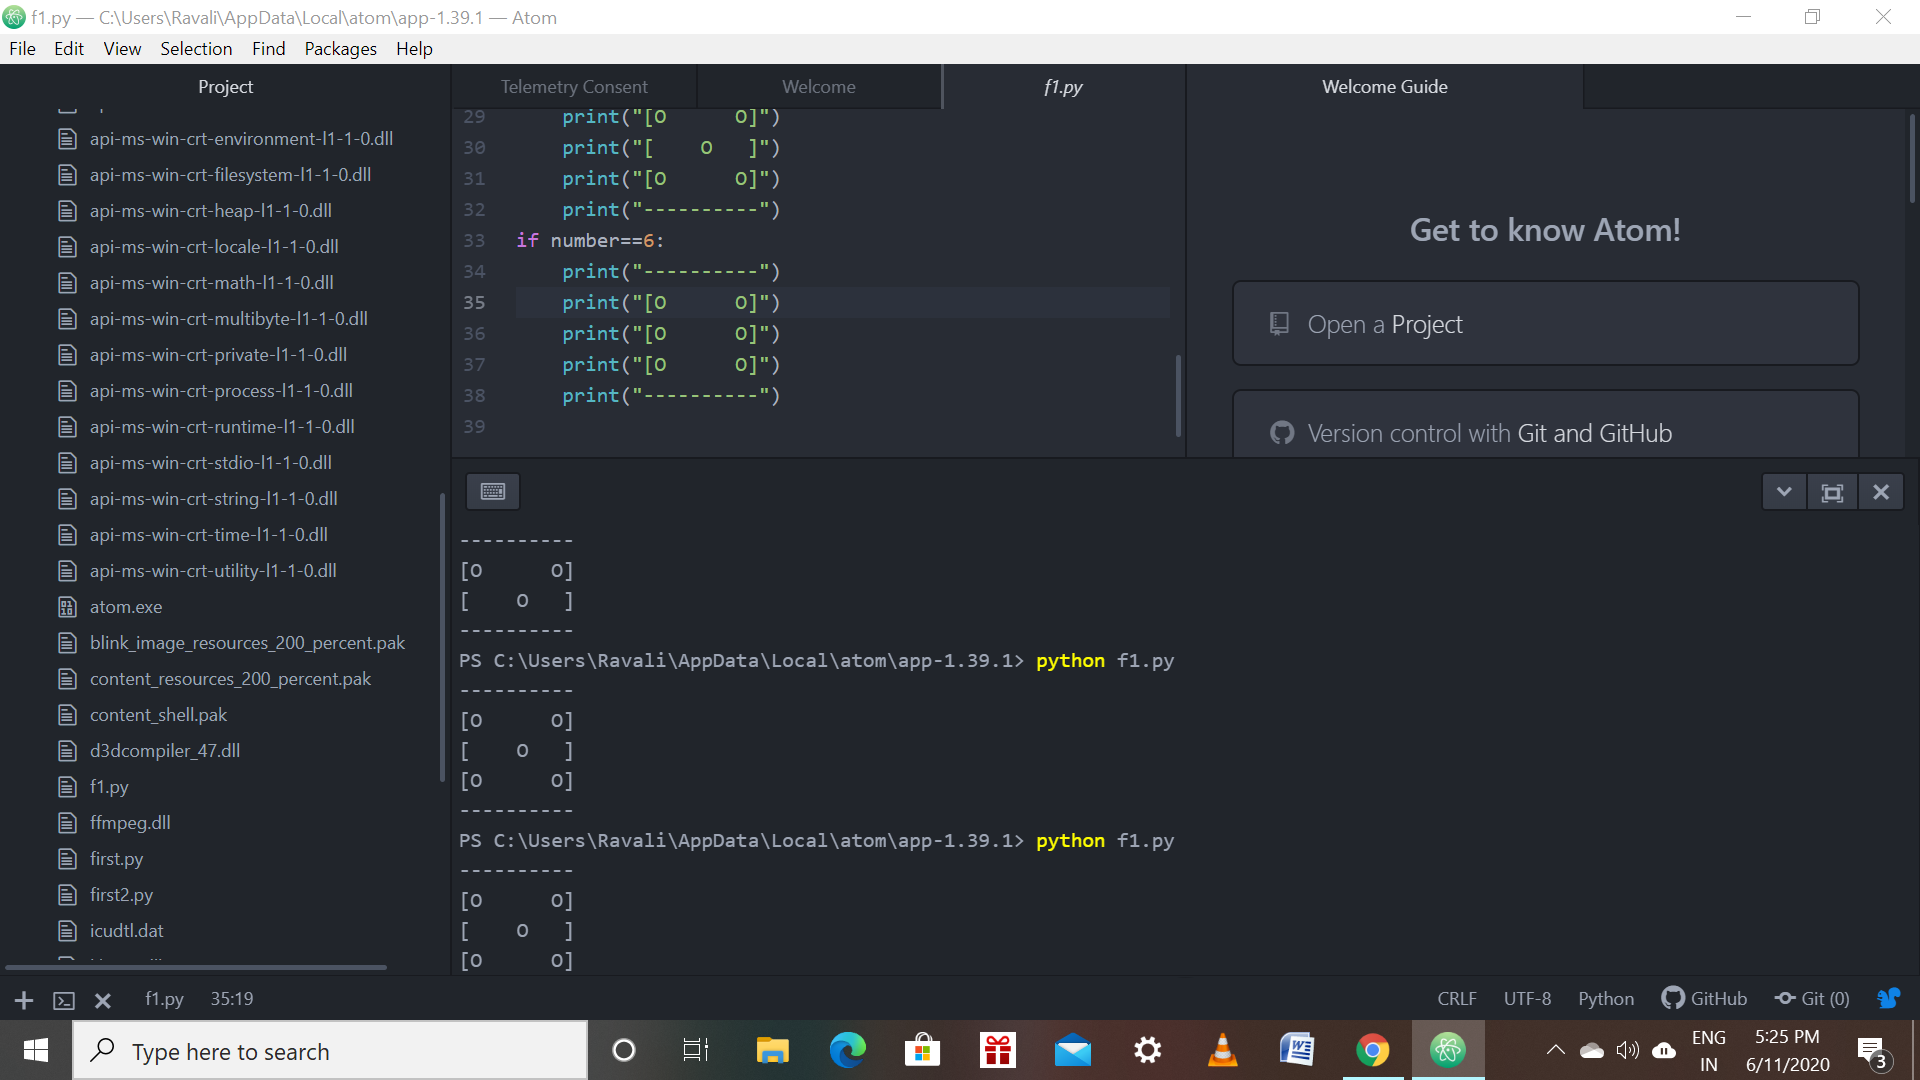 f1.py — C:\Users\Ravali\AppData\Local\atom\app-1.39.1 — Atom
File Edit View Selection Find Packages Help
Project
api-ms-win-crt-environment-l1-1-0.dll
api-ms-win-crt-filesystem-l1-1-0.dll
api-ms-win-crt-heap-l1-1-0.dll
api-ms-win-crt-locale-l1-1-0.dll
api-ms-win-crt-math-l1-1-0.dll
api-ms-win-crt-multibyte-l1-1-0.dll
api-ms-win-crt-private-l1-1-0.dll
api-ms-win-crt-process-l1-1-0.dll
api-ms-win-crt-runtime-l1-1-0.dll
api-ms-win-crt-stdio-l1-1-0.dll
api-ms-win-crt-string-l1-1-0.dll
api-ms-win-crt-time-l1-1-0.dll
api-ms-win-crt-utility-l1-1-0.dll
atom.exe
blink_image_resources_200_percent.pak
content_resources_200_percent.pak
content_shell.pak
d3dcompiler_47.dll
f1.py
ffmpeg.dll
first.py
first2.py
icudtl.dat
Telemetry Consent Welcome f1.py Welcome Guide
29     print("[O      O]")
30     print("[    O   ]")
31     print("[O      O]")
32     print("----------")
33 if number==6:
34     print("----------")
35     print("[O      O]")
36     print("[O      O]")
37     print("[O      O]")
38     print("----------")
39
Get to know Atom!
Open a Project
Version control with Git and GitHub
----------
[O      O]
[    O   ]
----------
PS C:\Users\Ravali\AppData\Local\atom\app-1.39.1> python f1.py
----------
[O      O]
[    O   ]
[O      O]
----------
PS C:\Users\Ravali\AppData\Local\atom\app-1.39.1> python f1.py
----------
[O      O]
[    O   ]
[O      O]
f1.py 35:19 CRLF UTF-8 Python GitHub Git (0)
Type here to search
ENG
IN
5:25 PM
6/11/2020
3